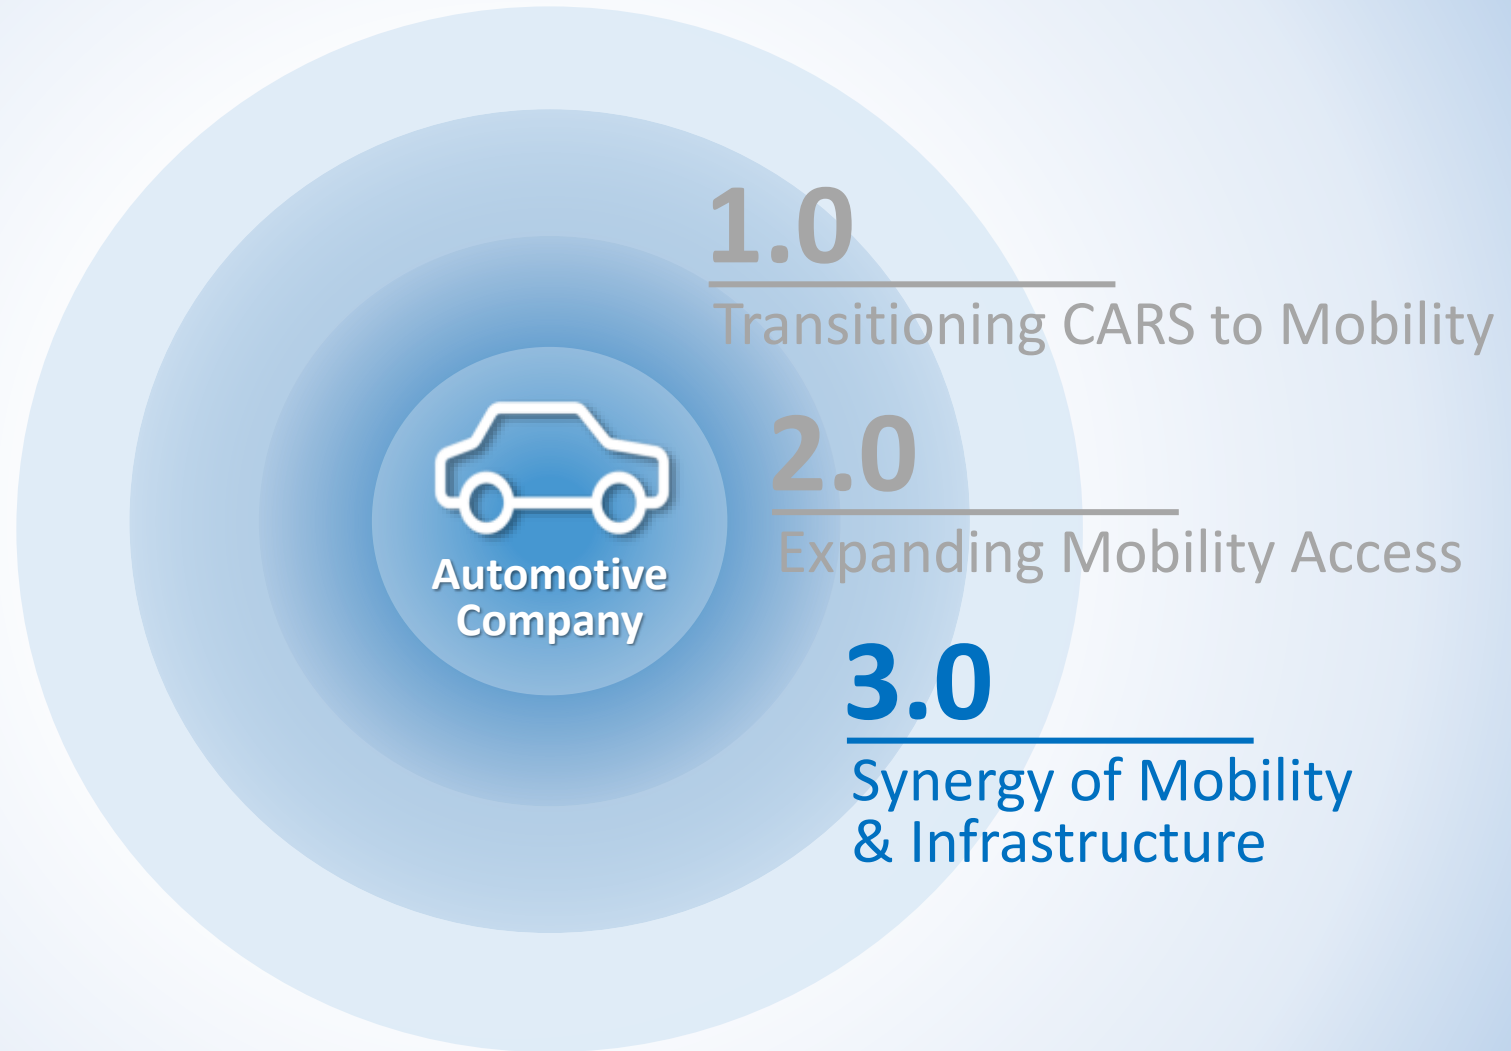 1.0
Transitioning CARS to Mobility
2.0
Expanding Mobility Access
Automotive
Company
3.0
Synergy of Mobility
& Infrastructure